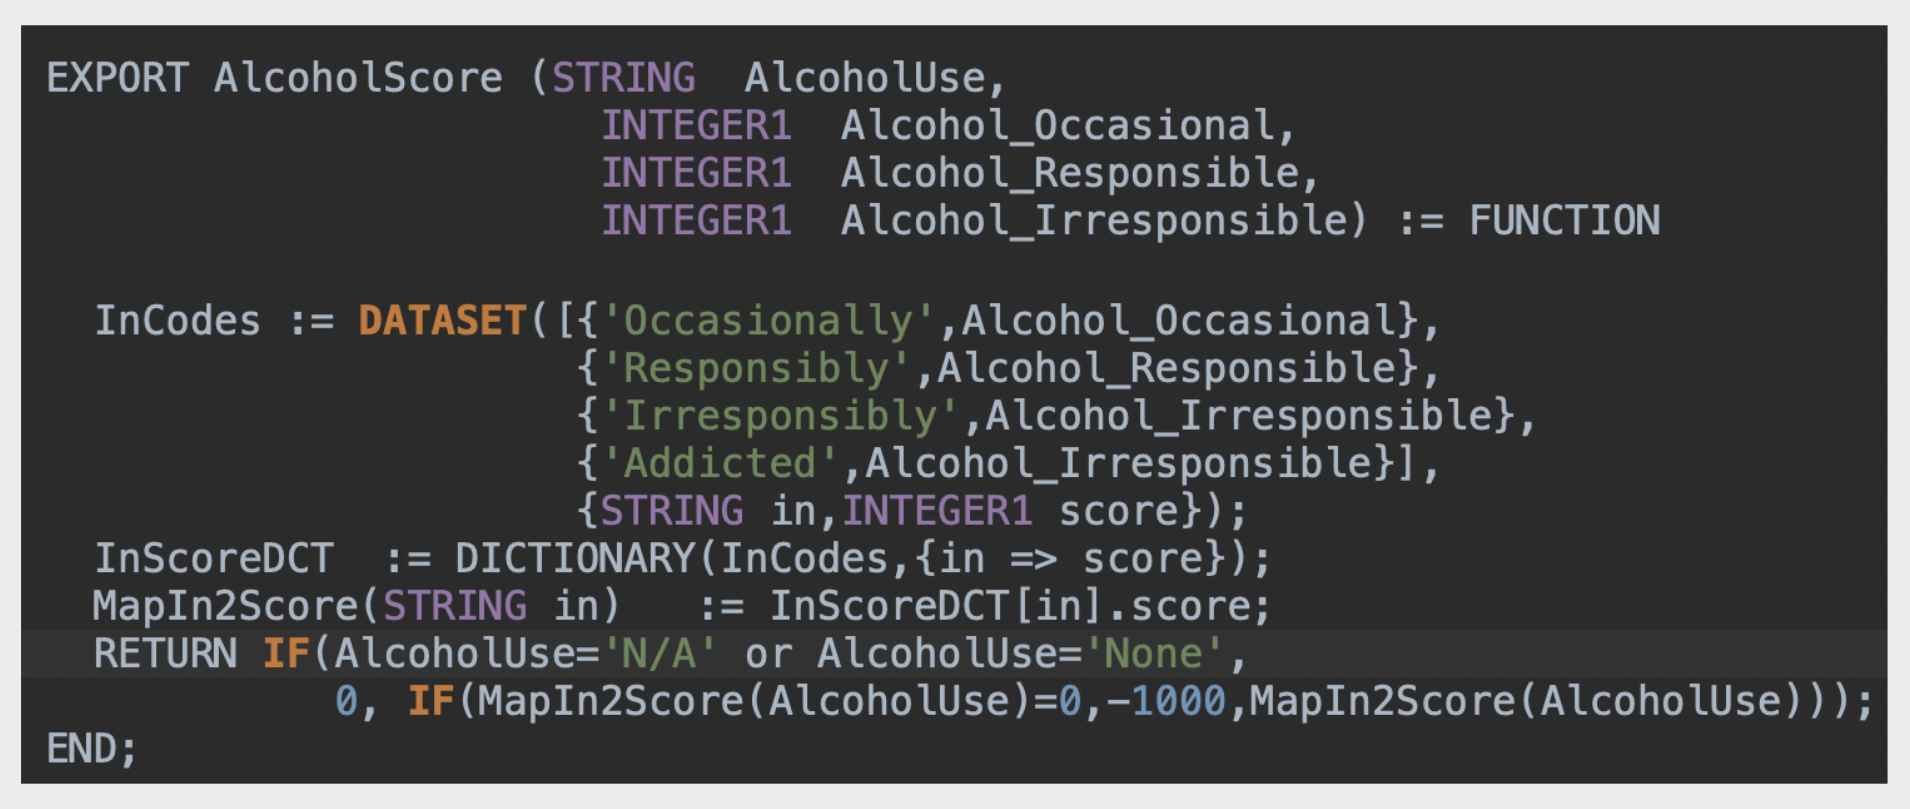 EXPORT AlcoholScore (STRING  AlcoholUse,
                       INTEGER1  Alcohol_Occasional,
                       INTEGER1  Alcohol_Responsible,
                       INTEGER1  Alcohol_Irresponsible) := FUNCTION

  InCodes := DATASET([{'Occasionally',Alcohol_Occasional},
                      {'Responsibly',Alcohol_Responsible},
                      {'Irresponsibly',Alcohol_Irresponsible},
                      {'Addicted',Alcohol_Irresponsible}],
                      {STRING in,INTEGER1 score});
  InScoreDCT  := DICTIONARY(InCodes,{in => score});
  MapIn2Score(STRING in)   := InScoreDCT[in].score;
  RETURN IF(AlcoholUse='N/A' or AlcoholUse='None',
            0, IF(MapIn2Score(AlcoholUse)=0,-1000,MapIn2Score(AlcoholUse)));
END;